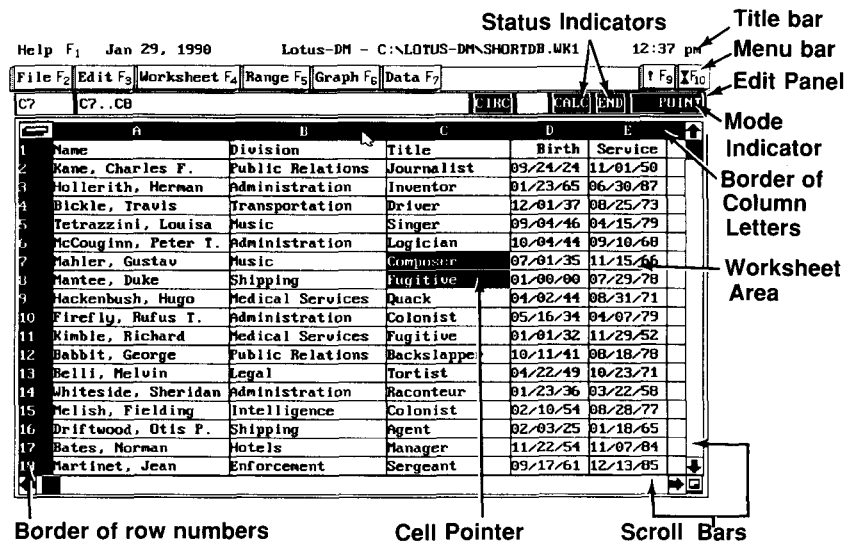 Status Indicators
Title bar
Help F1 Jan 29, 1990 Lotus-DM - C:\LOTUS-DM\SHORTDB.WK1 12:37 pm
Menu bar
File F2 Edit F3 Worksheet F4 Range F5 Graph F6 Data F7 ? F9 F10
Edit Panel
C7 C7..C8 CIRC CALC END POINT
Mode
Indicator
A B C D E
1 Name Division Title Birth Service
2 Kane, Charles F. Public Relations Journalist 09/24/24 11/01/50
3 Hollerith, Herman Administration Inventor 01/23/65 06/30/87
4 Bickle, Travis Transportation Driver 12/01/37 08/25/73
5 Tetrazzini, Louisa Music Singer 09/04/46 04/15/79
6 McCouginn, Peter T. Administration Logician 10/04/44 09/10/68
7 Mahler, Gustav Music Composer 07/01/35 11/15/66
8 Mantee, Duke Shipping Fugitive 01/00/00 07/29/78
9 Hackenbush, Hugo Medical Services Quack 04/02/44 08/31/71
10 Firefly, Rufus T. Administration Colonist 05/16/34 04/07/79
11 Kimble, Richard Medical Services Fugitive 01/01/32 11/29/52
12 Babbit, George Public Relations Backslapper 10/11/41 08/18/78
13 Belli, Melvin Legal Tortist 04/22/49 10/23/71
14 Whiteside, Sheridan Administration Raconteur 01/23/36 03/22/58
15 Melish, Fielding Intelligence Colonist 02/10/54 08/28/77
16 Driftwood, Otis P. Shipping Agent 02/03/25 01/18/65
17 Bates, Norman Hotels Manager 11/22/54 11/07/84
18 Martinet, Jean Enforcement Sergeant 09/17/61 12/13/85
Border of
Column
Letters
Worksheet
Area
Border of row numbers
Cell Pointer
Scroll Bars